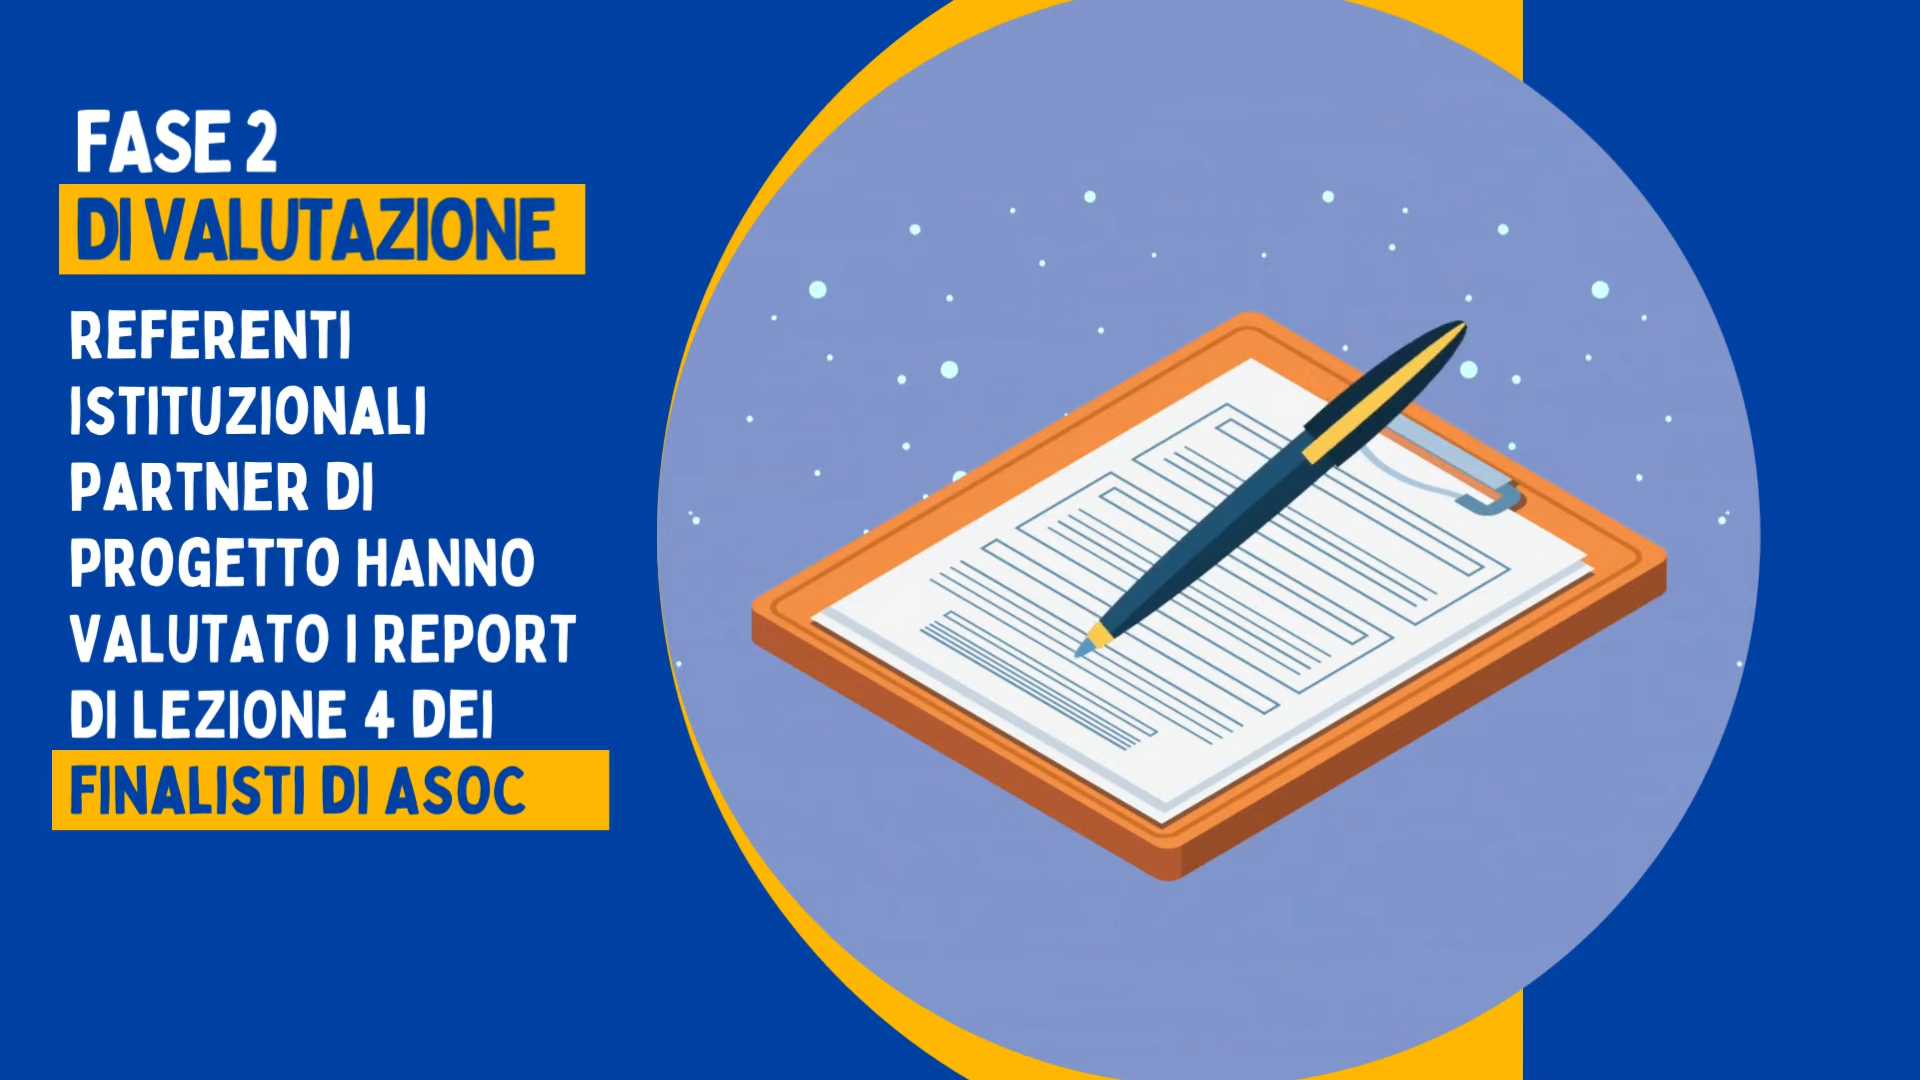 FASE 2
DI VALUTAZIONE
REFERENTI
ISTITUZIONALI
PARTNER DI
PROGETTO HANNO
VALUTATO I REPORT
DI LEZIONE 4 DEI
FINALISTI DI ASOC